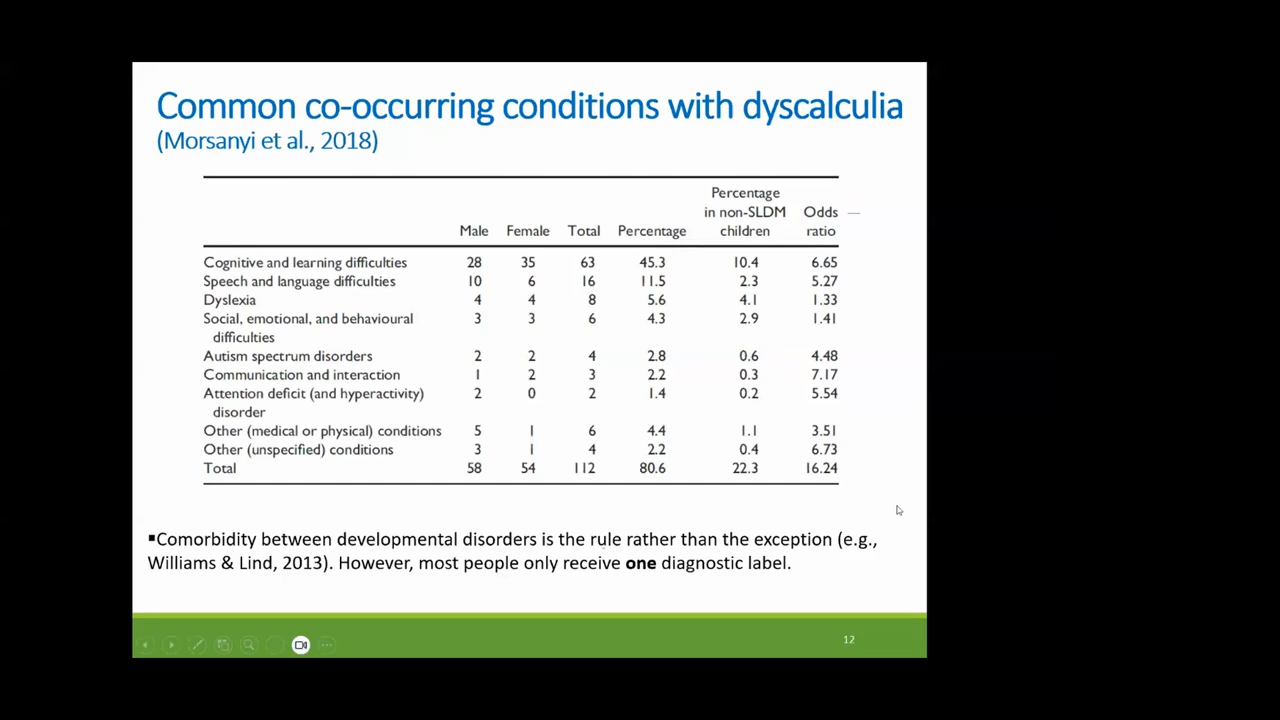 Common co-occurring conditions with dyscalculia
(Morsanyi et al., 2018)
Percentage
in non-SLDM Odds
Male Female Total Percentage children ratio
Cognitive and learning difficulties 28 35 63 45.3 10.4 6.65
Speech and language difficulties 10 6 16 11.5 2.3 5.27
Dyslexia 4 4 8 5.6 4.1 1.33
Social, emotional, and behavioural 3 3 6 4.3 2.9 1.41
difficulties
Autism spectrum disorders 2 2 4 2.8 0.6 4.48
Communication and interaction 1 2 3 2.2 0.3 7.17
Attention deficit (and hyperactivity) 2 0 2 1.4 0.2 5.54
disorder
Other (medical or physical) conditions 5 1 6 4.4 1.1 3.51
Other (unspecified) conditions 3 1 4 2.2 0.4 6.73
Total 58 54 112 80.6 22.3 16.24
▪Comorbidity between developmental disorders is the rule rather than the exception (e.g.,
Williams & Lind, 2013). However, most people only receive one diagnostic label.
12